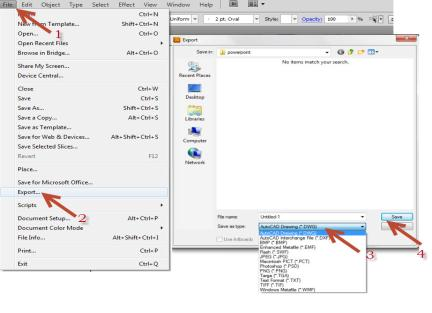 File Edit Object Type Select Effect View Window Help Br
Ctrl+N
New from Template... Shift+Ctrl+N
Open... Ctrl+O
Open Recent Files
Browse in Bridge... Alt+Ctrl+O
Share My Screen...
Device Central...
Close Ctrl+W
Save Ctrl+S
Save As... Shift+Ctrl+S
Save a Copy... Alt+Ctrl+S
Save as Template...
Save for Web & Devices... Alt+Shift+Ctrl+S
Save Selected Slices...
Revert F12
Place...
Save for Microsoft Office...
Export...
Scripts
Document Setup... Alt+Ctrl+P
Document Color Mode
File Info... Alt+Shift+Ctrl+I
Print... Ctrl+P
Exit Ctrl+Q
1
2
Uniform 2 pt. Oval Style: Opacity: 100 %
Export
Save in: powerpoint
No items match your search.
Recent Places
Desktop
Libraries
Computer
Network
File name: Untitled-1 Save
Save as type: AutoCAD Drawing (*.DWG)
Use Artboards
AutoCAD Drawing (*.DWG)
AutoCAD Interchange File (*.DXF)
BMP (*.BMP)
Enhanced Metafile (*.EMF)
Flash (*.SWF)
JPEG (*.JPG)
Macintosh PICT (*.PCT)
Photoshop (*.PSD)
PNG (*.PNG)
Targa (*.TGA)
Text Format (*.TXT)
TIFF (*.TIF)
Windows Metafile (*.WMF)
3
4